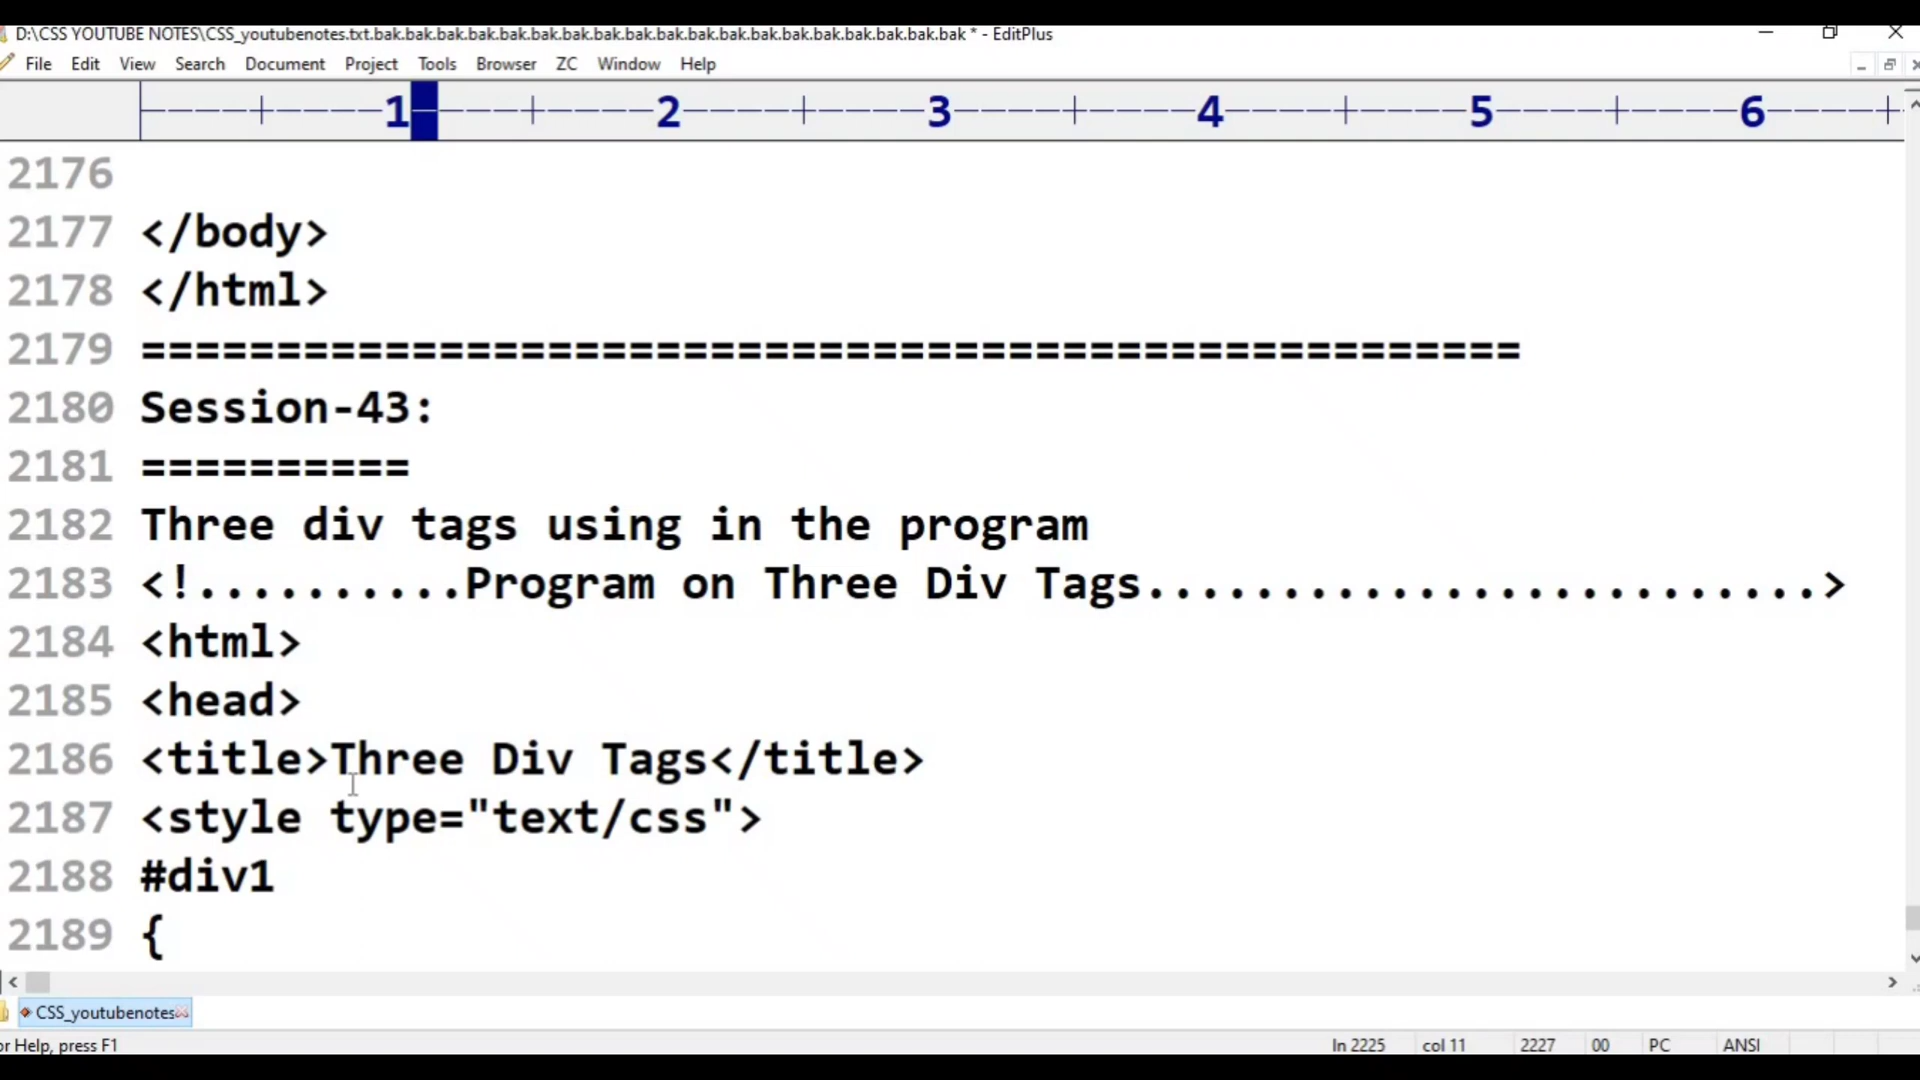 D:\CSS YOUTUBE NOTES\CSS_youtubenotes.txt.bak.bak.bak.bak.bak.bak.bak.bak.bak.bak.bak.bak.bak.bak.bak.bak.bak.bak.bak * - EditPlus
File Edit View Search Document Project Tools Browser ZC Window Help
1 2 3 4 5 6
2176
2177 </body>
2178 </html>
2179 ===================================================
2180 Session-43:
2181 ==========
2182 Three div tags using in the program
2183 <!..........Program on Three Div Tags.........................>
2184 <html>
2185 <head>
2186 <title>Three Div Tags</title>
2187 <style type="text/css">
2188 #div1
2189 {
CSS_youtubenotes
or Help, press F1 ln 2225 col 11 2227 00 PC ANSI